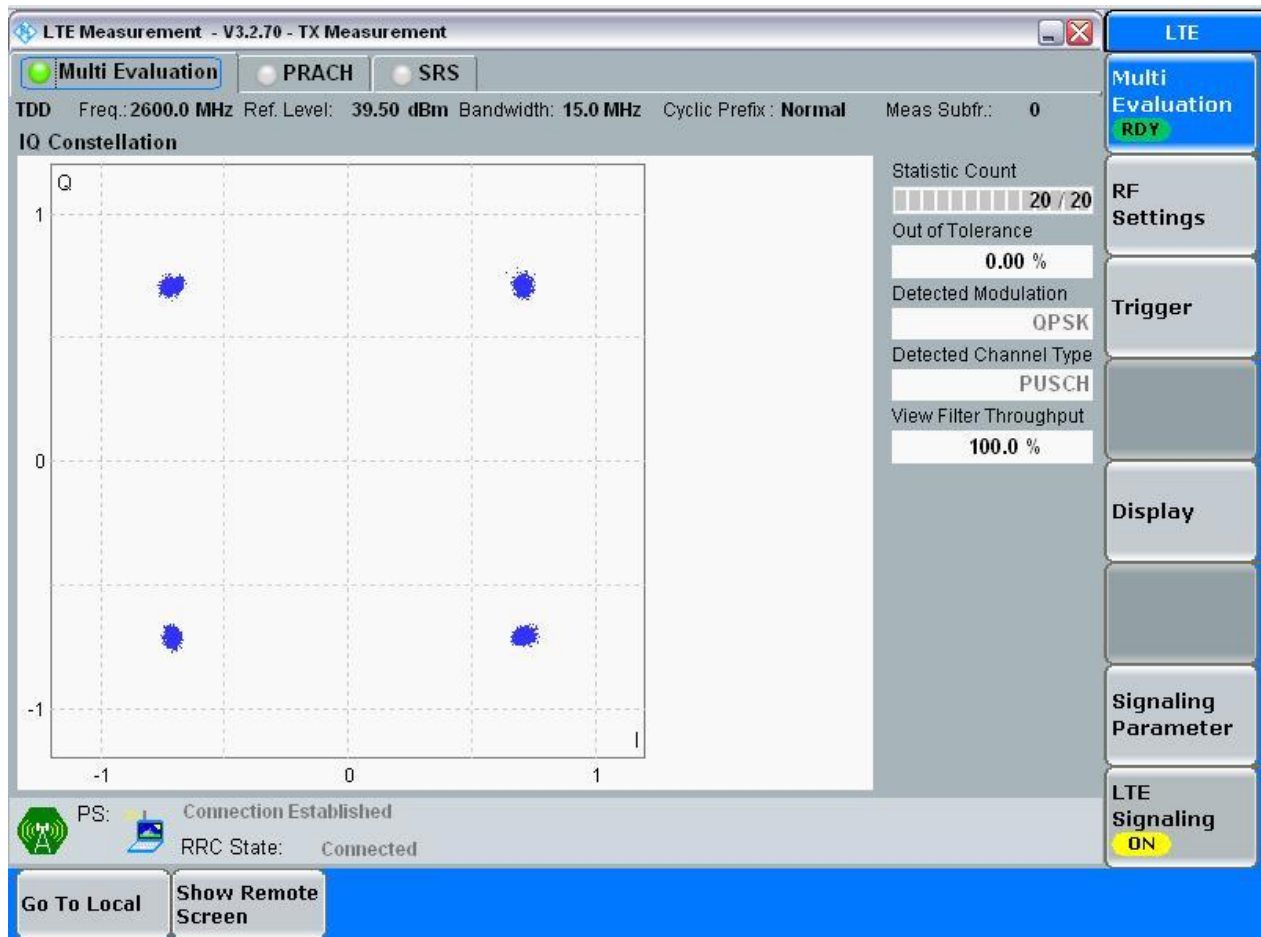 LTE Measurement - V3.2.70 - TX Measurement
LTE
Multi Evaluation PRACH SRS
TDD Freq.: 2600.0 MHz Ref. Level: 39.50 dBm Bandwidth: 15.0 MHz Cyclic Prefix : Normal Meas Subfr.: 0
IQ Constellation
Q
1
0
-1
I
-1 0 1
Statistic Count
20 / 20
Out of Tolerance
0.00 %
Detected Modulation
QPSK
Detected Channel Type
PUSCH
View Filter Throughput
100.0 %
Multi
Evaluation
RDY
RF
Settings
Trigger
Display
Signaling
Parameter
LTE
Signaling
ON
PS: Connection Established
RRC State: Connected
Go To Local
Show Remote
Screen